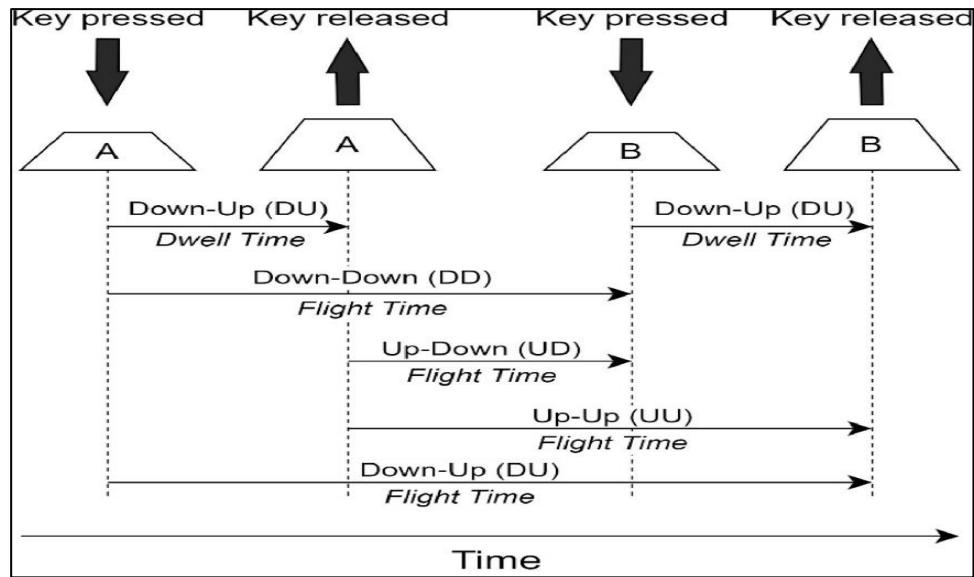 Key pressed Key released Key pressed Key released
A A B B
Down-Up (DU) Down-Up (DU)
Dwell Time Dwell Time
Down-Down (DD)
Flight Time
Up-Down (UD)
Flight Time
Up-Up (UU)
Flight Time
Down-Up (DU)
Flight Time
Time